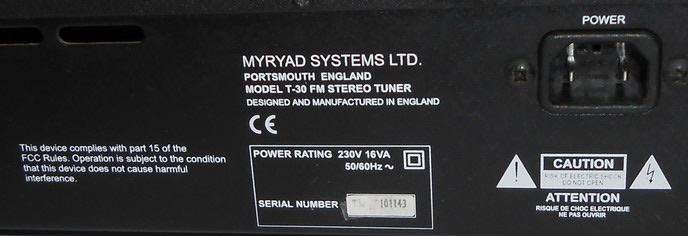 POWER
MYRYAD SYSTEMS LTD.
PORTSMOUTH ENGLAND
MODEL T-30 FM STEREO TUNER
DESIGNED AND MANUFACTURED IN ENGLAND
CE
This device complies with part 15 of the
FCC Rules. Operation is subject to the condition
that this device does not cause harmful
interference.
POWER RATING 230V 16VA
50/60Hz ~
SERIAL NUMBER 101143
CAUTION
RISK OF ELECTRIC SHOCK
DO NOT OPEN
ATTENTION
RISQUE DE CHOC ELECTRIQUE
NE PAS OUVRIR